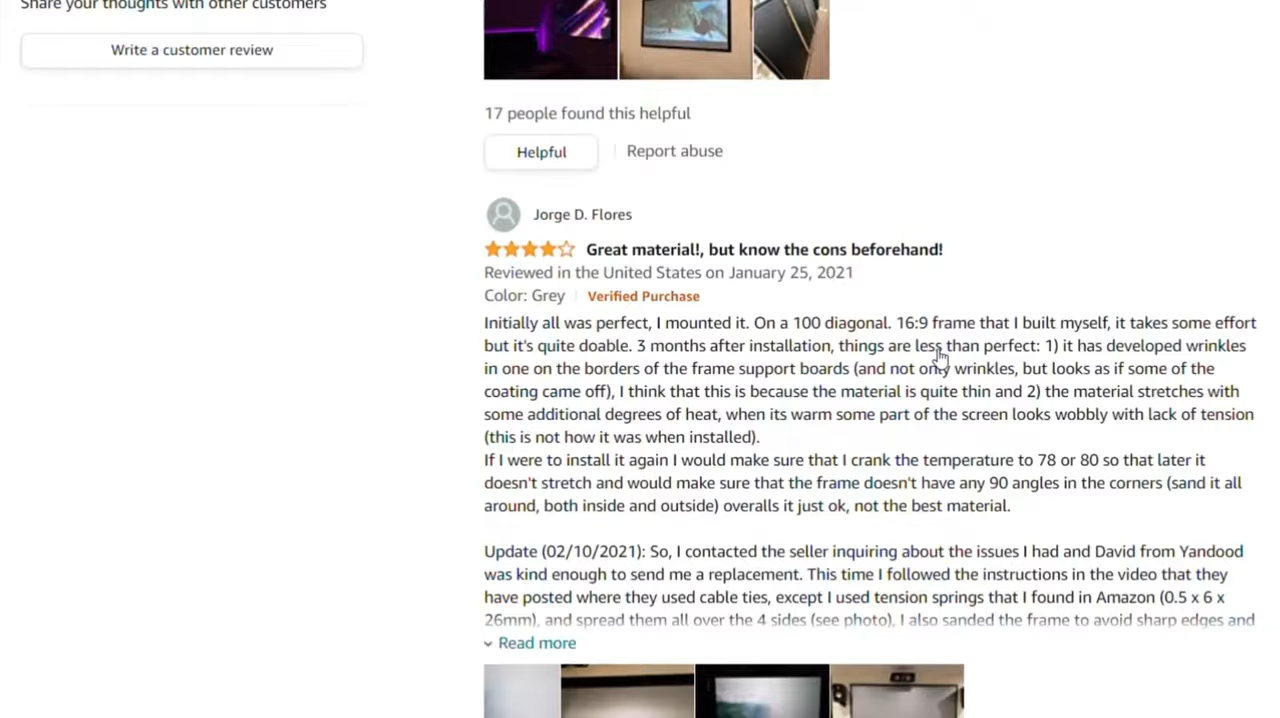 Share your thoughts with other customers
Write a customer review
17 people found this helpful
Helpful
Report abuse
Jorge D. Flores
Great material!, but know the cons beforehand!
Reviewed in the United States on January 25, 2021
Color: Grey
Verified Purchase
Initially all was perfect, I mounted it. On a 100 diagonal. 16:9 frame that I built myself, it takes some effort
but it's quite doable. 3 months after installation, things are less than perfect: 1) it has developed wrinkles
in one on the borders of the frame support boards (and not only wrinkles, but looks as if some of the
coating came off), I think that this is because the material is quite thin and 2) the material stretches with
some additional degrees of heat, when its warm some part of the screen looks wobbly with lack of tension
(this is not how it was when installed).
If I were to install it again I would make sure that I crank the temperature to 78 or 80 so that later it
doesn't stretch and would make sure that the frame doesn't have any 90 angles in the corners (sand it all
around, both inside and outside) overalls it just ok, not the best material.
Update (02/10/2021): So, I contacted the seller inquiring about the issues I had and David from Yandood
was kind enough to send me a replacement. This time I followed the instructions in the video that they
have posted where they used cable ties, except I used tension springs that I found in Amazon (0.5 x 6 x
26mm), and spread them all over the 4 sides (see photo), I also sanded the frame to avoid sharp edges and
Read more